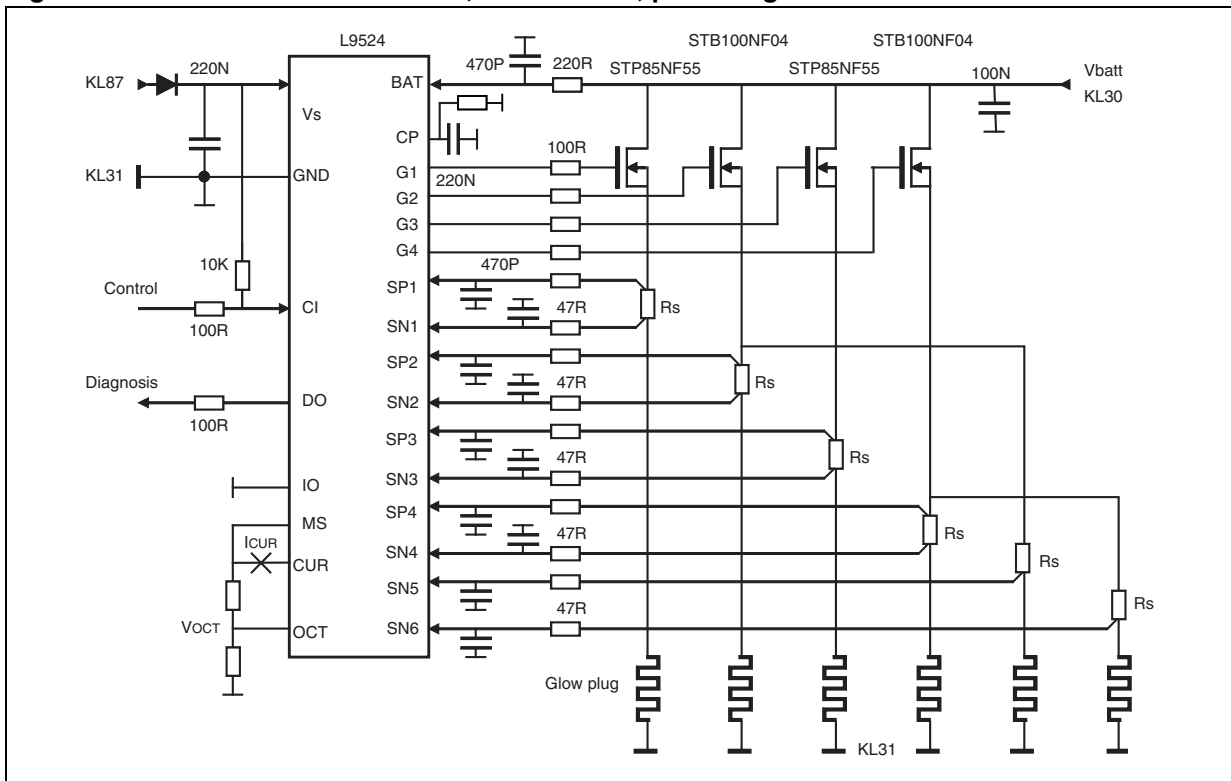 L9524
STB100NF04
STB100NF04
470P
220R
STP85NF55
STP85NF55
KL87
220N
BAT
100N
Vbatt
KL30
Vs
CP
100R
KL31
GND
G1
220N
G2
G3
G4
10K
470P
SP1
Control
CI
Rs
100R
47R
SN1
SP2
Diagnosis
47R
Rs
DO
SN2
100R
SP3
47R
Rs
IO
SN3
SP4
MS
ICUR
47R
Rs
CUR
SN4
Rs
SN5
47R
Rs
VOCT
OCT
SN6
Glow plug
KL31